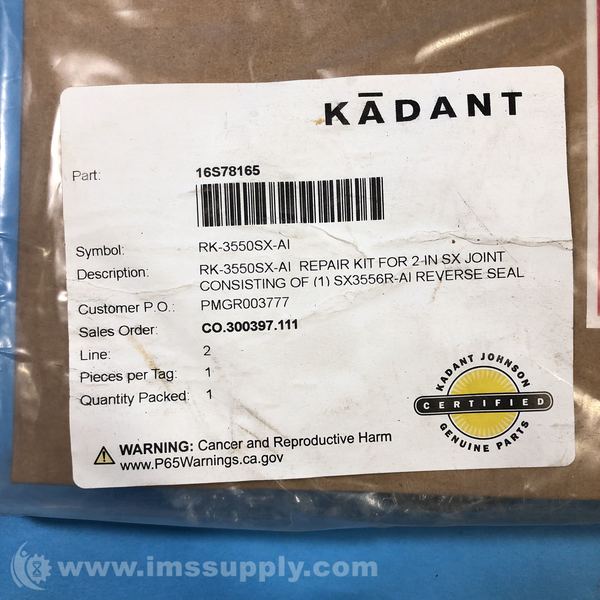 KĀDANT
Part: 16S78165
Symbol: RK-3550SX-AI
Description: RK-3550SX-AI REPAIR KIT FOR 2-IN SX JOINT
CONSISTING OF (1) SX3556R-AI REVERSE SEAL
Customer P.O.: PMGR003777
Sales Order: CO.300397.111
Line: 2
Pieces per Tag: 1
Quantity Packed: 1
KADANT JOHNSON
CERTIFIED
GENUINE PARTS
WARNING: Cancer and Reproductive Harm
www.P65Warnings.ca.gov
www.imssupply.com